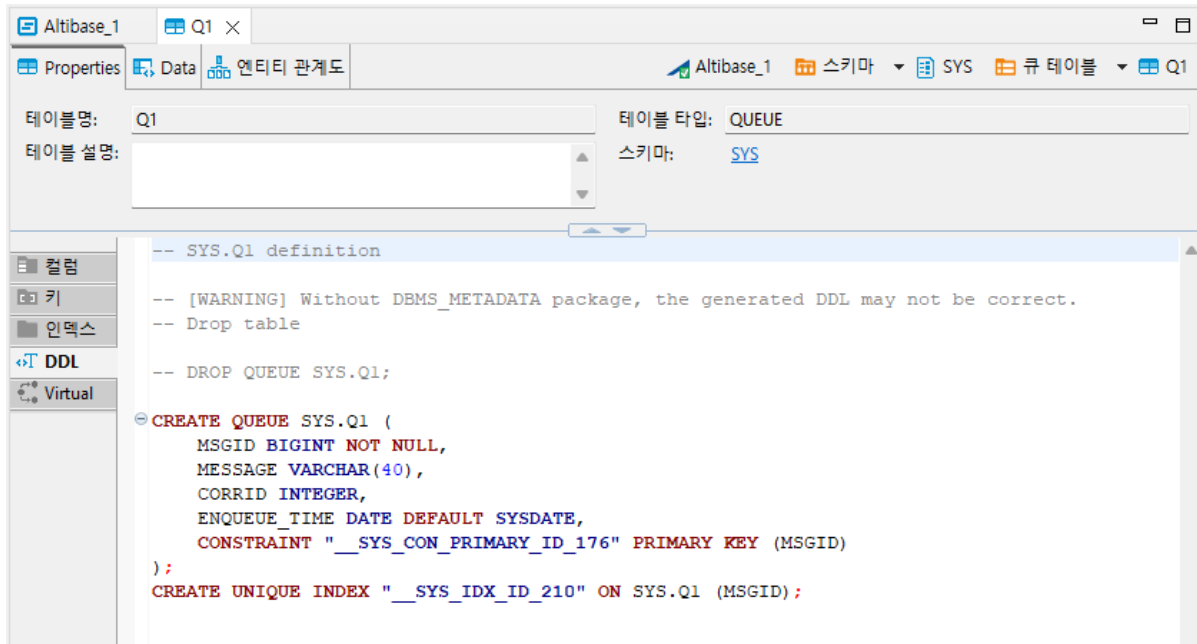 Altibase_1 Q1
Properties Data 엔티티 관계도 Altibase_1 스키마 SYS 큐 테이블 Q1
테이블명: Q1 테이블 타입: QUEUE
테이블 설명: 스키마: SYS
컬럼
키
인덱스
DDL
Virtual
-- SYS.Q1 definition
-- [WARNING] Without DBMS_METADATA package, the generated DDL may not be correct.
-- Drop table
-- DROP QUEUE SYS.Q1;
CREATE QUEUE SYS.Q1 (
MSGID BIGINT NOT NULL,
MESSAGE VARCHAR(40),
CORRID INTEGER,
ENQUEUE_TIME DATE DEFAULT SYSDATE,
CONSTRAINT "__SYS_CON_PRIMARY_ID_176" PRIMARY KEY (MSGID)
);
CREATE UNIQUE INDEX "__SYS_IDX_ID_210" ON SYS.Q1 (MSGID);